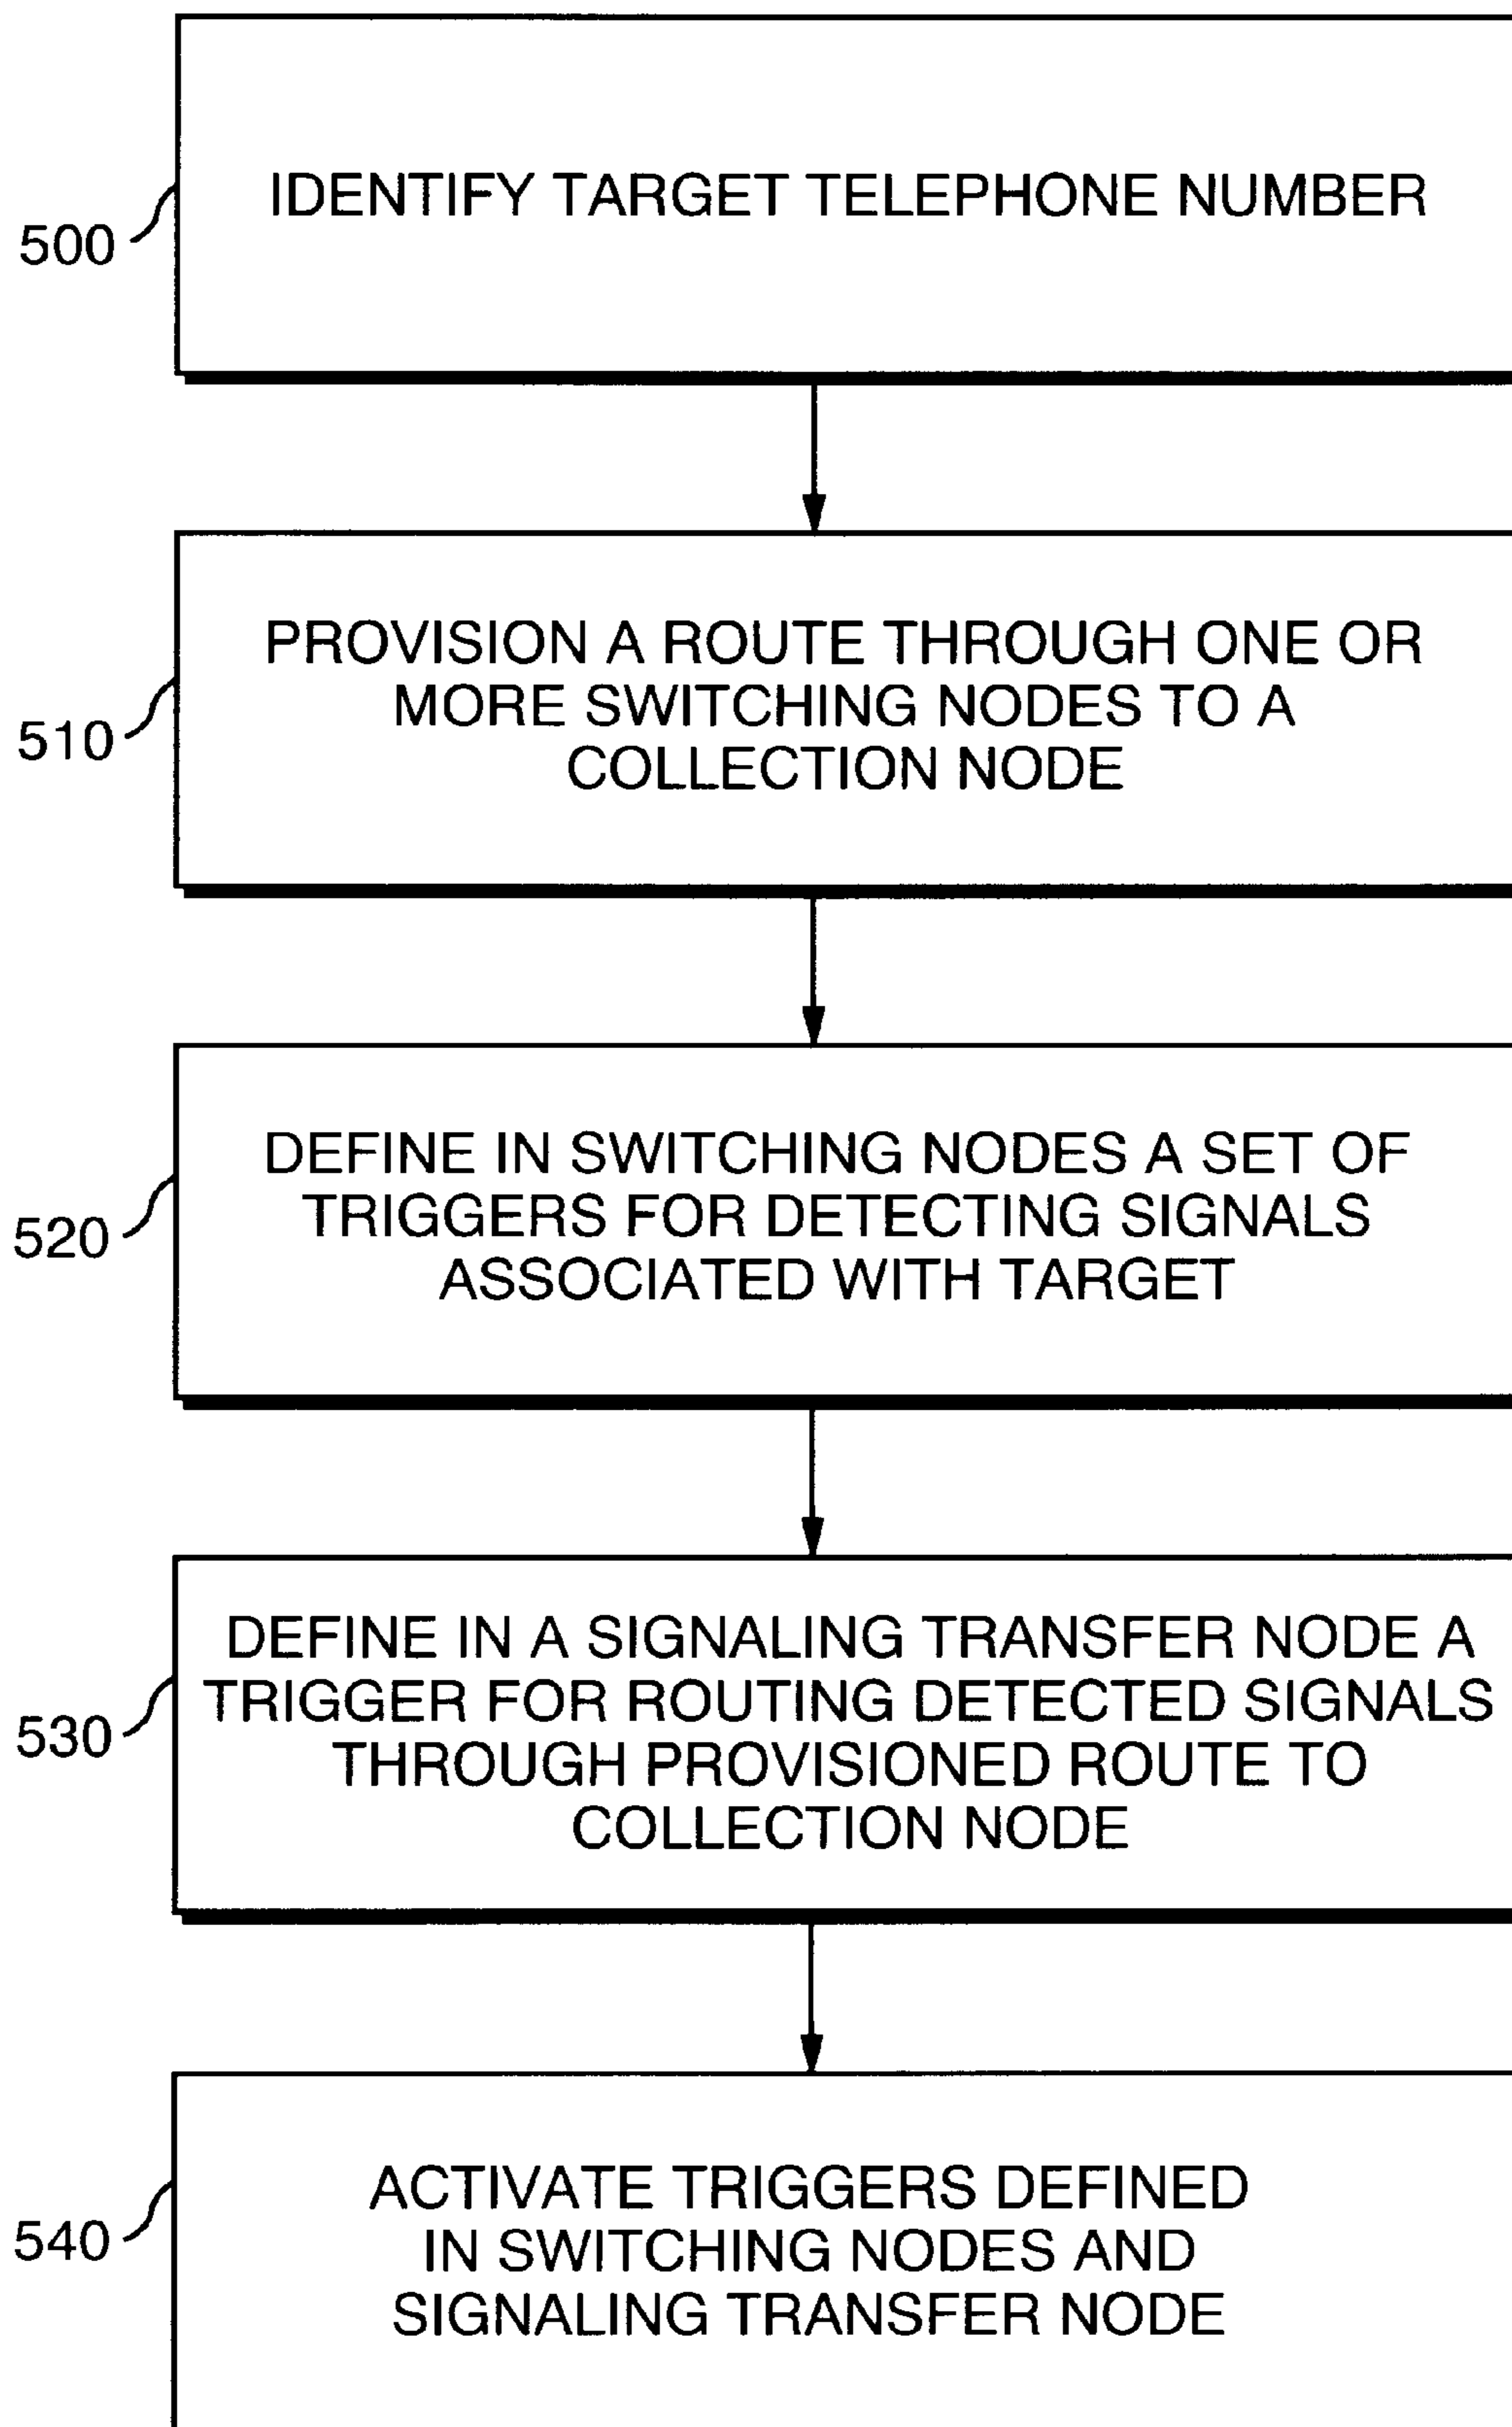 IDENTIFY TARGET TELEPHONE NUMBER
500
PROVISION A ROUTE THROUGH ONE OR
MORE SWITCHING NODES TO A
COLLECTION NODE
510
DEFINE IN SWITCHING NODES A SET OF
TRIGGERS FOR DETECTING SIGNALS
ASSOCIATED WITH TARGET
520
DEFINE IN A SIGNALING TRANSFER NODE A
TRIGGER FOR ROUTING DETECTED SIGNALS
THROUGH PROVISIONED ROUTE TO
COLLECTION NODE
530
ACTIVATE TRIGGERS DEFINED
IN SWITCHING NODES AND
SIGNALING TRANSFER NODE
540